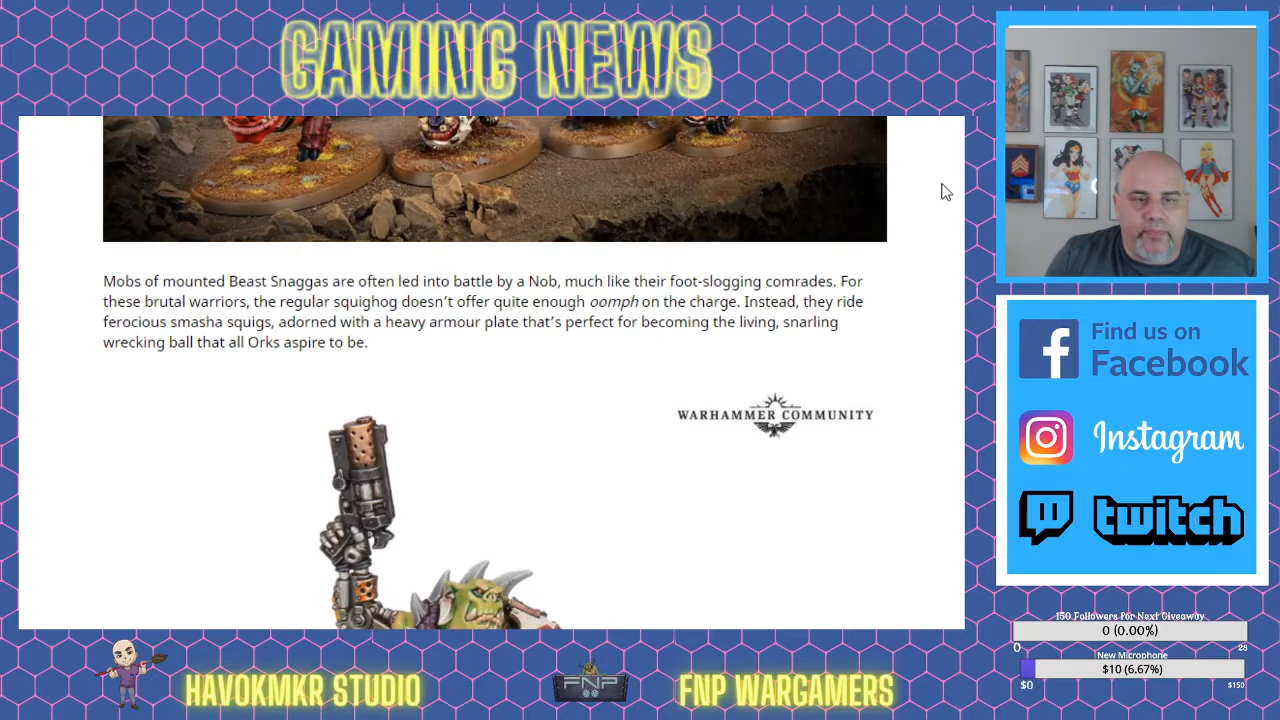 GAMING NEWS
Mobs of mounted Beast Snaggas are often led into battle by a Nob, much like their foot-slogging comrades. For
these brutal warriors, the regular squighog doesn’t offer quite enough oomph on the charge. Instead, they ride
ferocious smasha squigs, adorned with a heavy armour plate that’s perfect for becoming the living, snarling
wrecking ball that all Orks aspire to be.
WARHAMMER COMMUNITY
Find us on
Facebook
Instagram
twitch
150 Followers For Next Giveaway
0 (0.00%)
0
28
New Microphone
$10 (6.67%)
$0
$150
HAVOKMKR STUDIO
FNP
FNP WARGAMERS